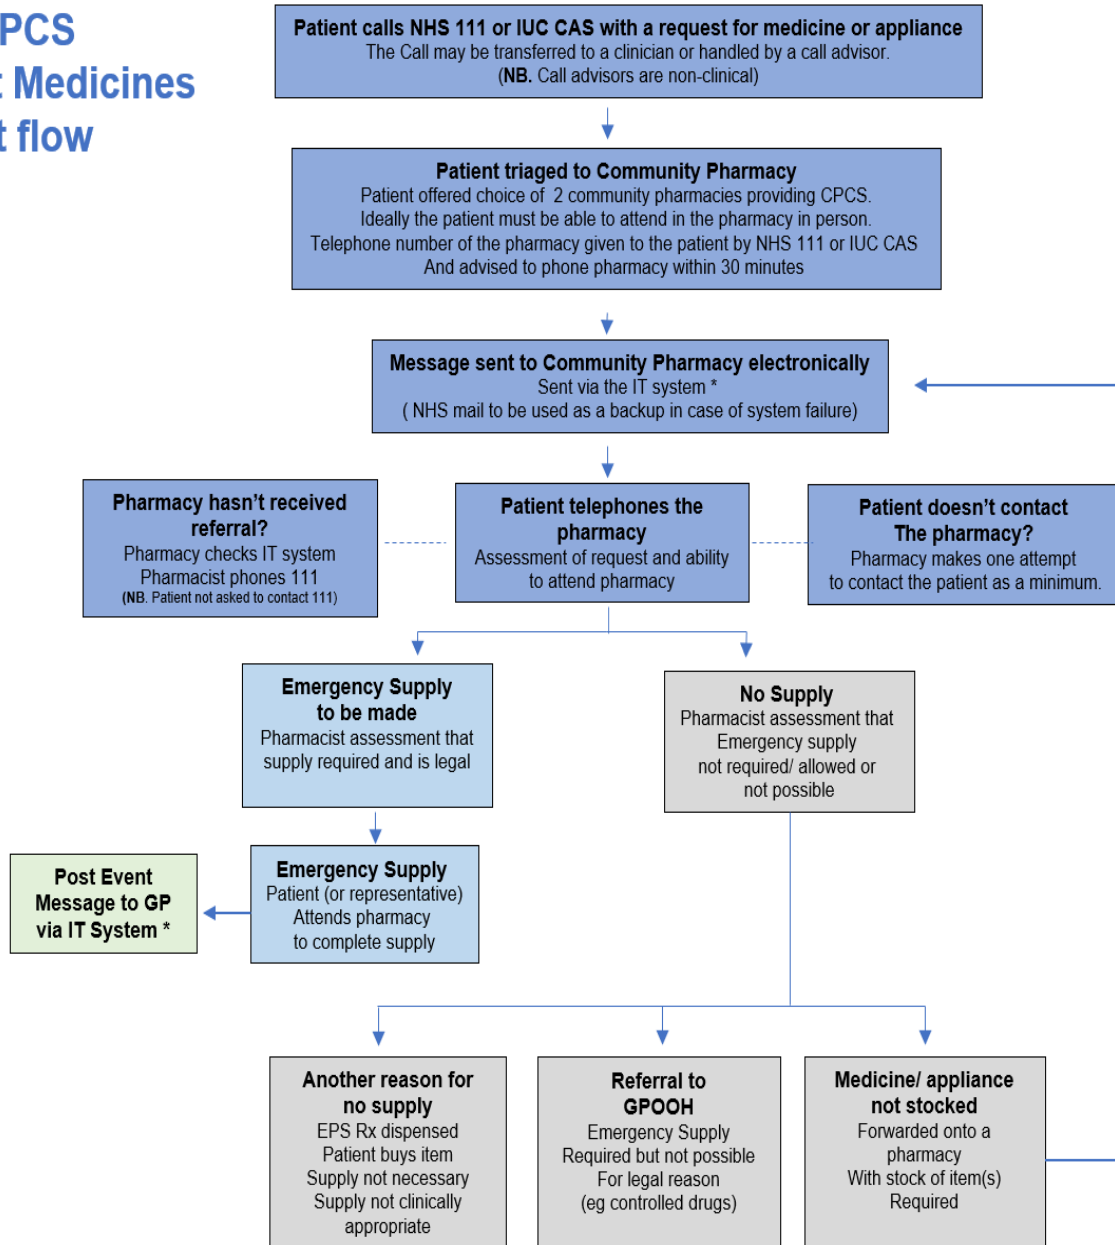 PCS
Medicines
t flow
Patient calls NHS 111 or IUC CAS with a request for medicine or appliance
The Call may be transferred to a clinician or handled by a call advisor.
(NB. Call advisors are non-clinical)
Patient triaged to Community Pharmacy
Patient offered choice of 2 community pharmacies providing CPCS.
Ideally the patient must be able to attend in the pharmacy in person.
Telephone number of the pharmacy given to the patient by NHS 111 or IUC CAS
And advised to phone pharmacy within 30 minutes
Message sent to Community Pharmacy electronically
Sent via the IT system *
( NHS mail to be used as a backup in case of system failure)
Pharmacy hasn’t received
referral?
Pharmacy checks IT system
Pharmacist phones 111
(NB. Patient not asked to contact 111)
Patient telephones the
pharmacy
Assessment of request and ability
to attend pharmacy
Patient doesn’t contact
The pharmacy?
Pharmacy makes one attempt
to contact the patient as a minimum.
Emergency Supply
to be made
Pharmacist assessment that
supply required and is legal
No Supply
Pharmacist assessment that
Emergency supply
not required/ allowed or
not possible
Emergency Supply
Patient (or representative)
Attends pharmacy
to complete supply
Post Event
Message to GP
via IT System *
Another reason for
no supply
EPS Rx dispensed
Patient buys item
Supply not necessary
Supply not clinically
appropriate
Referral to
GPOOH
Emergency Supply
Required but not possible
For legal reason
(eg controlled drugs)
Medicine/ appliance
not stocked
Forwarded onto a
pharmacy
With stock of item(s)
Required